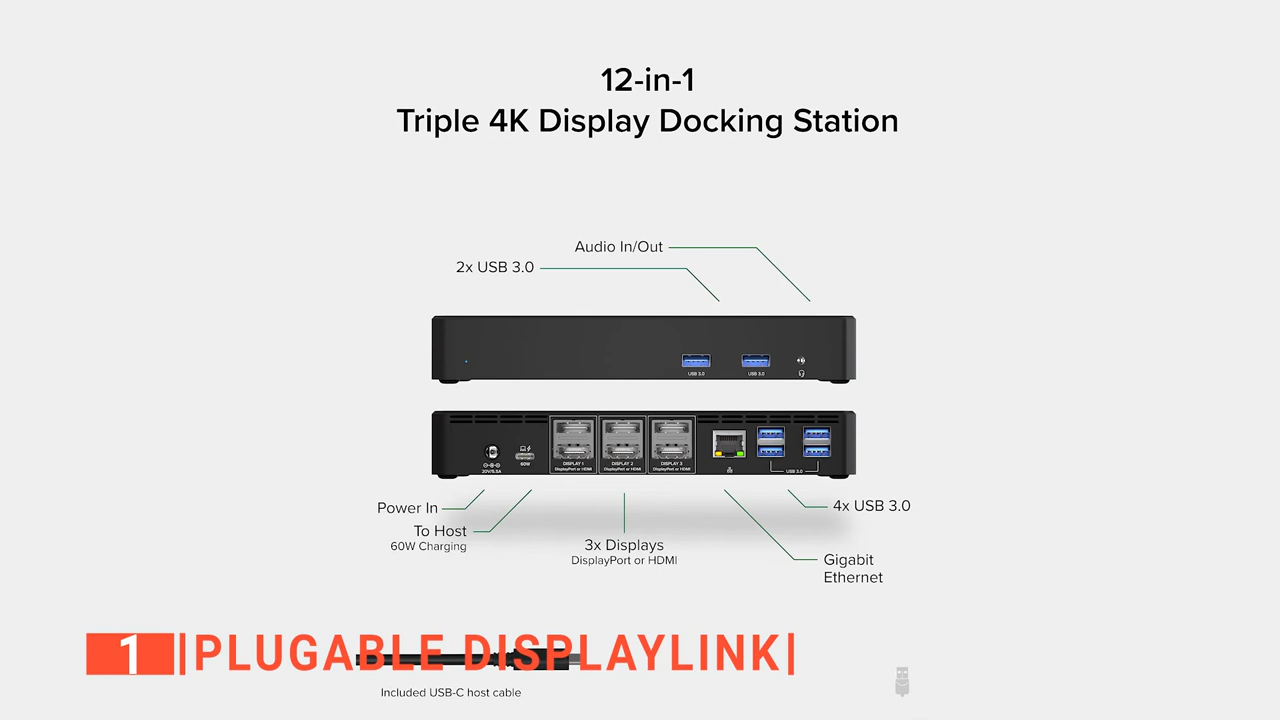 12-in-1
Triple 4K Display Docking Station
Audio In/Out
2x USB 3.0
USB 3.0
USB 3.0
DISPLAY 1
DisplayPort or HDMI
DISPLAY 2
DisplayPort or HDMI
DISPLAY 3
DisplayPort or HDMI
60W
20V/6.5A
USB 3.0
Power In
To Host
60W Charging
3x Displays
DisplayPort or HDMI
4x USB 3.0
Gigabit
Ethernet
1 PLUGABLE DISPLAYLINK
Included USB-C host cable